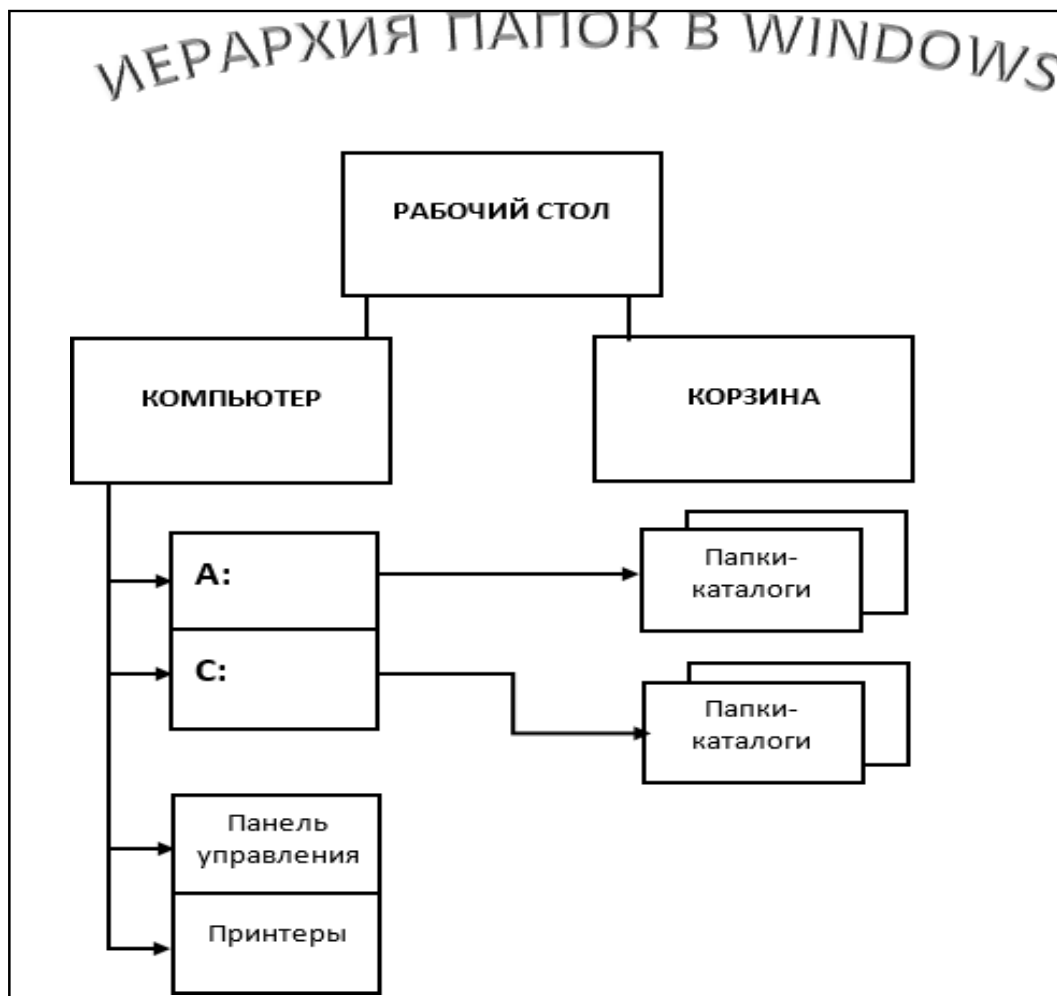 ИЕРАРХИЯ ПАПОК В WINDOWS
РАБОЧИЙ СТОЛ
КОМПЬЮТЕР
КОРЗИНА
A:
Папки-
каталоги
C:
Папки-
каталоги
Панель
управления
Принтеры